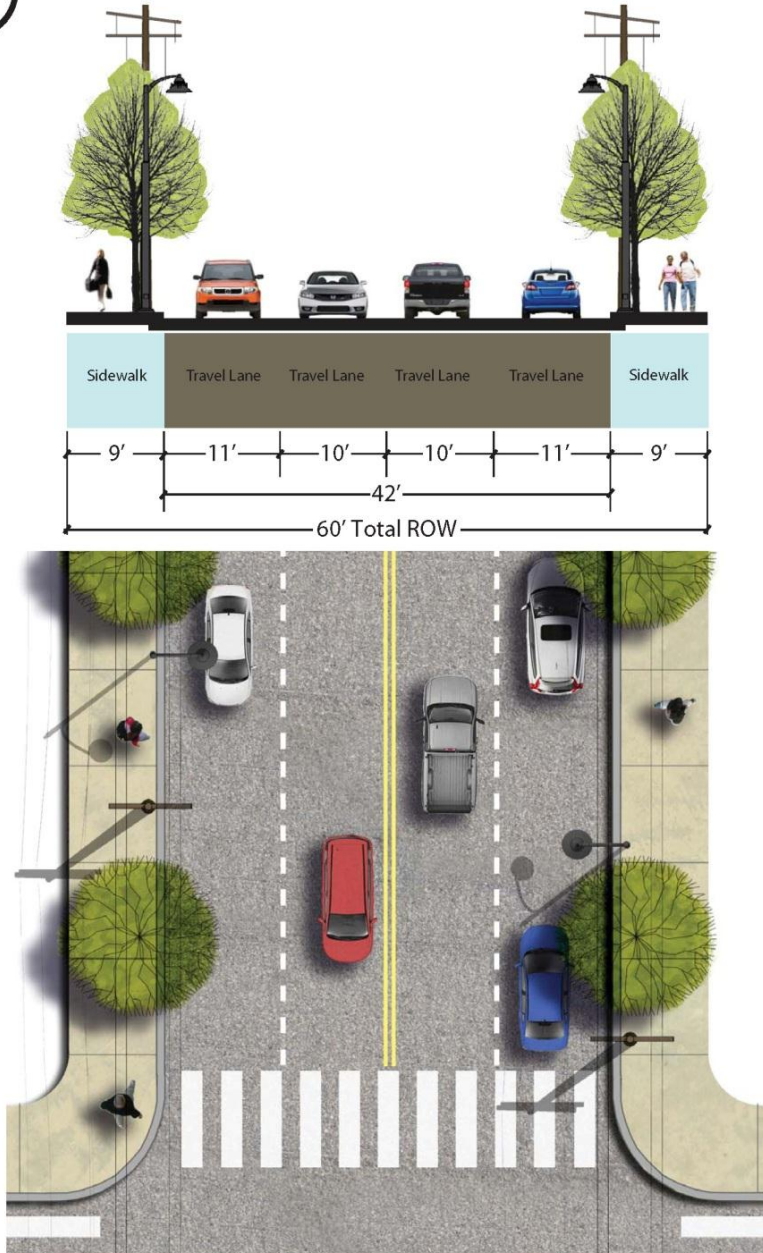 Sidewalk Travel Lane Travel Lane Travel Lane Travel Lane Sidewalk
9' 11' 10' 10' 11' 9'
42'
60' Total ROW